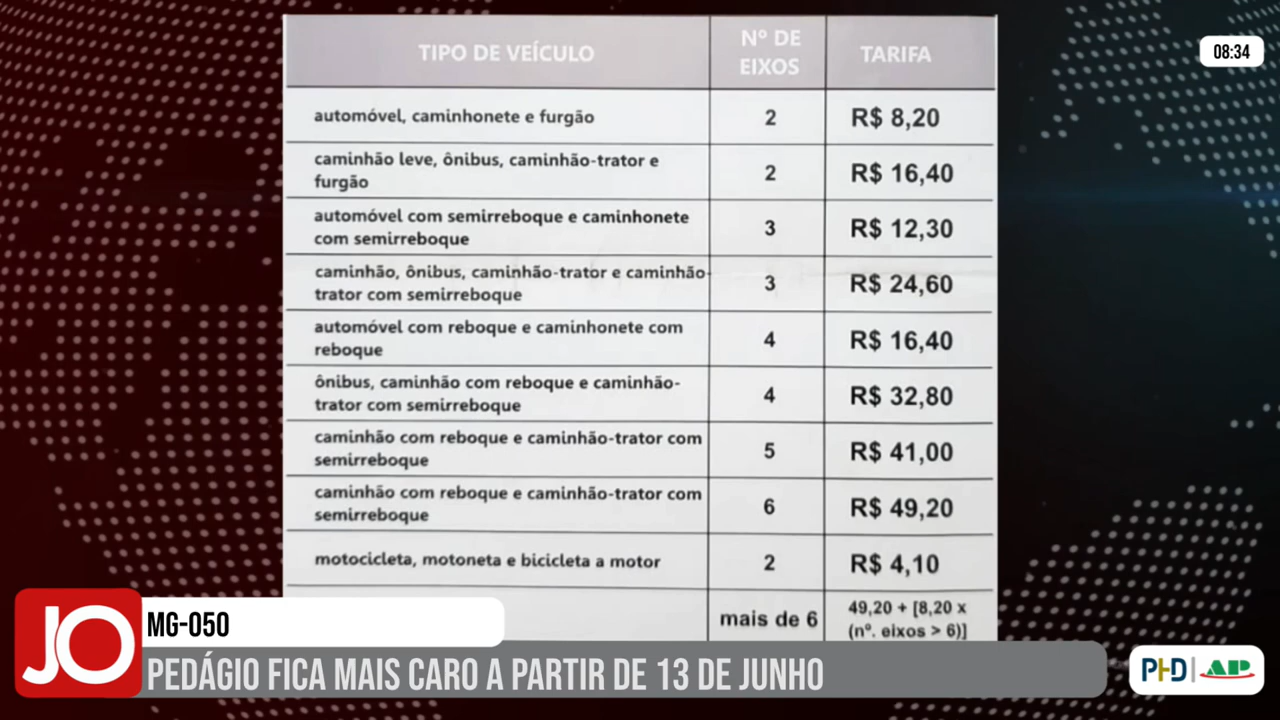 TIPO DE VEÍCULO
Nº DE
EIXOS
TARIFA
08:34
automóvel, caminhonete e furgão
2
R$ 8,20
caminhão leve, ônibus, caminhão-trator e
furgão
2
R$ 16,40
automóvel com semirreboque e caminhonete
com semirreboque
3
R$ 12,30
caminhão, ônibus, caminhão-trator e caminhão-
trator com semirreboque
3
R$ 24,60
automóvel com reboque e caminhonete com
reboque
4
R$ 16,40
ônibus, caminhão com reboque e caminhão-
trator com semirreboque
4
R$ 32,80
caminhão com reboque e caminhão-trator com
semirreboque
5
R$ 41,00
caminhão com reboque e caminhão-trator com
semirreboque
6
R$ 49,20
motocicleta, motoneta e bicicleta a motor
2
R$ 4,10
mais de 6
49,20 + [8,20 x
(nº. eixos > 6)]
JO
MG-050
PEDÁGIO FICA MAIS CARO A PARTIR DE 13 DE JUNHO
PHD | AP